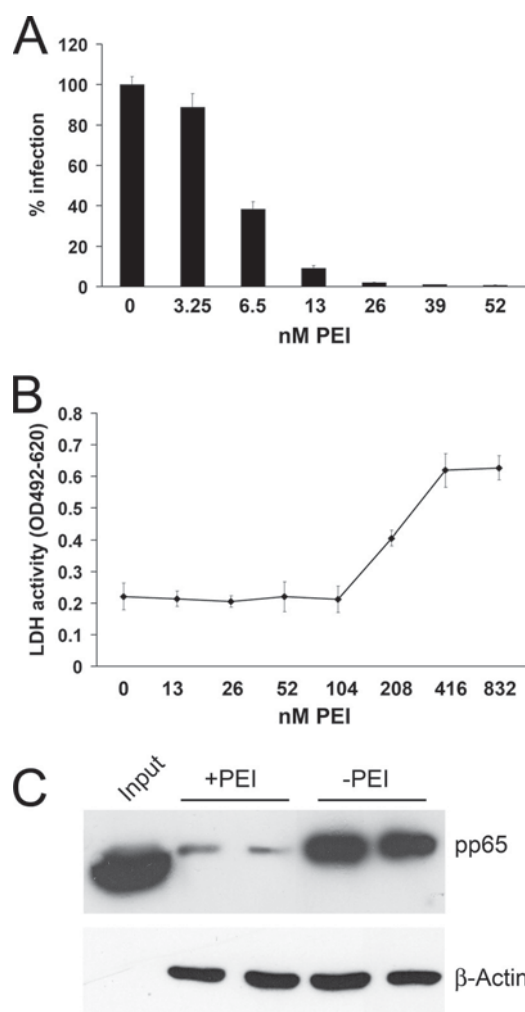 A
120
100
80
60
40
20
0
% infection
0 3.25 6.5 13 26 39 52
nM PEI
B
0.8
0.7
0.6
0.5
0.4
0.3
0.2
0.1
0
LDH activity (OD492-620)
0 13 26 52 104 208 416 832
nM PEI
C
Input +PEI -PEI
pp65
β-Actin